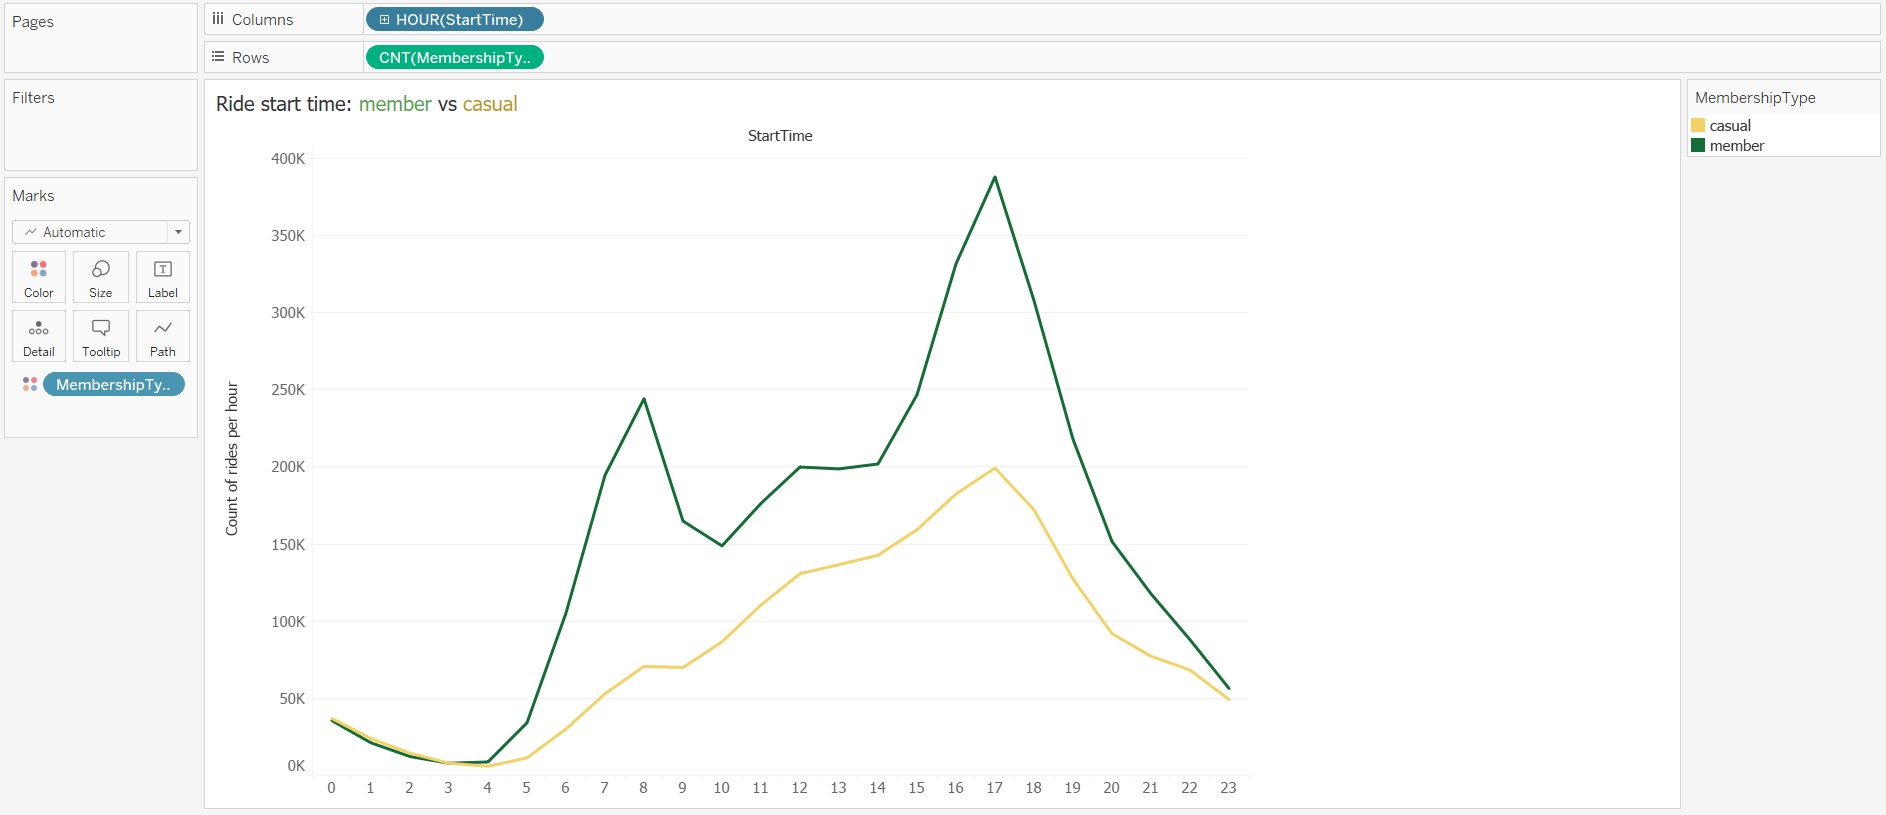 Pages
Columns
HOUR(StartTime)
Rows
CNT(MembershipTy..
Filters
Marks
Automatic
Color
Size
Label
Detail
Tooltip
Path
MembershipTy..
Ride start time: member vs casual
StartTime
400K
350K
300K
250K
200K
150K
100K
50K
0K
Count of rides per hour
0 1 2 3 4 5 6 7 8 9 10 11 12 13 14 15 16 17 18 19 20 21 22 23
MembershipType
casual
member